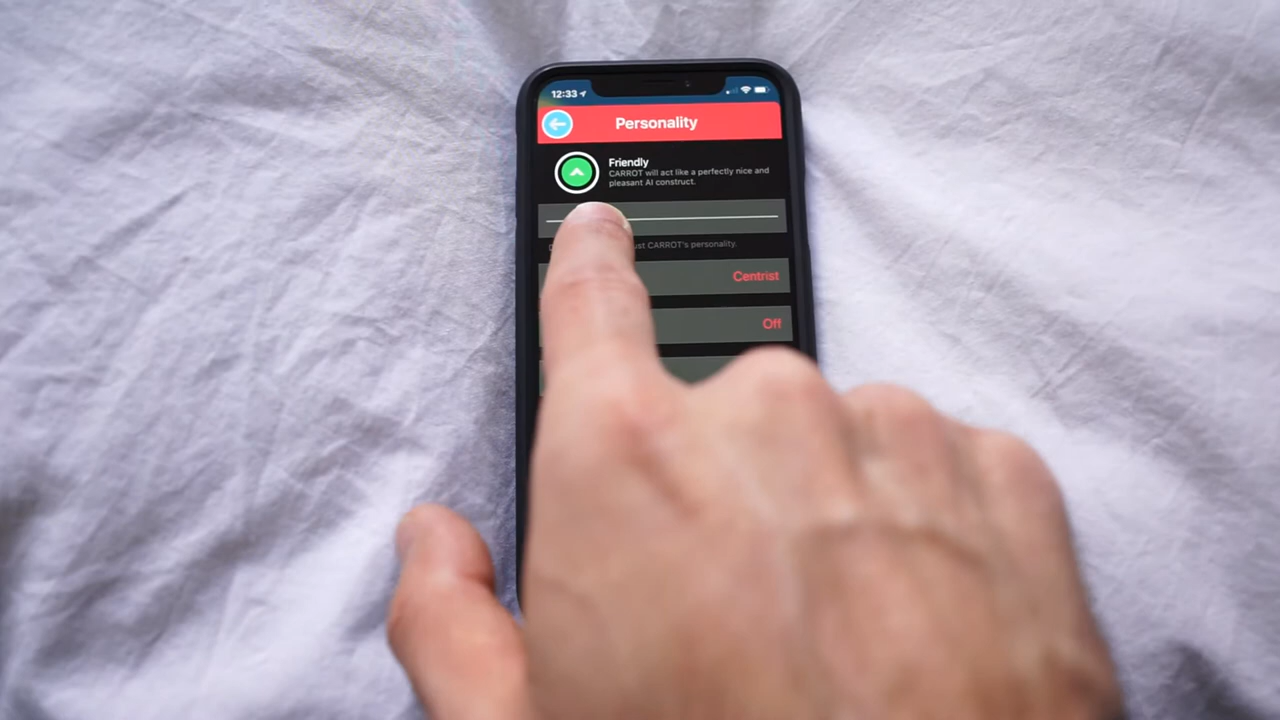 12:33
Personality
Friendly
CARROT will act like a perfectly nice and
pleasant AI construct.
CARROT's personality.
Centrist
Off